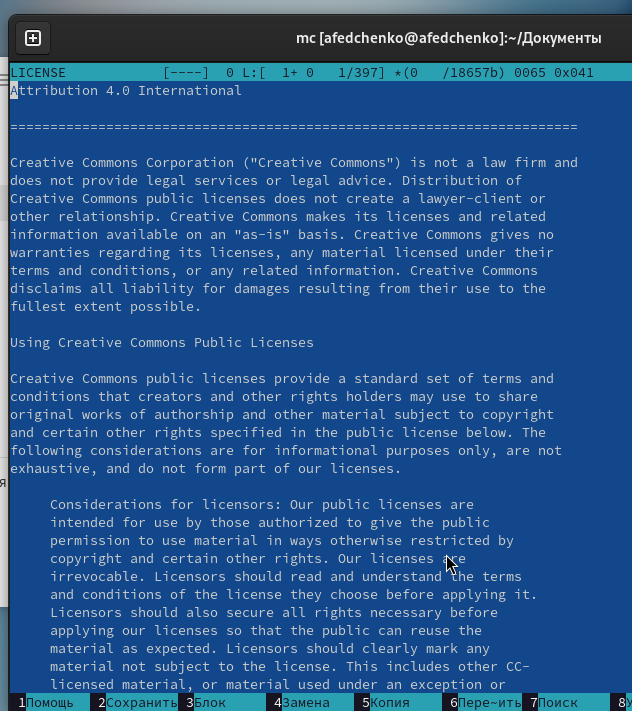 mc [afedchenko@afedchenko]:~/Документы
LICENSE [----] 0 L:[ 1+ 0 1/397] *(0 /18657b) 0065 0x041
Attribution 4.0 International
=======================================================================
Creative Commons Corporation ("Creative Commons") is not a law firm and
does not provide legal services or legal advice. Distribution of
Creative Commons public licenses does not create a lawyer-client or
other relationship. Creative Commons makes its licenses and related
information available on an "as-is" basis. Creative Commons gives no
warranties regarding its licenses, any material licensed under their
terms and conditions, or any related information. Creative Commons
disclaims all liability for damages resulting from their use to the
fullest extent possible.
Using Creative Commons Public Licenses
Creative Commons public licenses provide a standard set of terms and
conditions that creators and other rights holders may use to share
original works of authorship and other material subject to copyright
and certain other rights specified in the public license below. The
following considerations are for informational purposes only, are not
exhaustive, and do not form part of our licenses.
Considerations for licensors: Our public licenses are
intended for use by those authorized to give the public
permission to use material in ways otherwise restricted by
copyright and certain other rights. Our licenses are
irrevocable. Licensors should read and understand the terms
and conditions of the license they choose before applying it.
Licensors should also secure all rights necessary before
applying our licenses so that the public can reuse the
material as expected. Licensors should clearly mark any
material not subject to the license. This includes other CC-
licensed material, or material used under an exception or
1Помощь 2Сохранить 3Блок 4Замена 5Копия 6Пере~ить 7Поиск 8
я